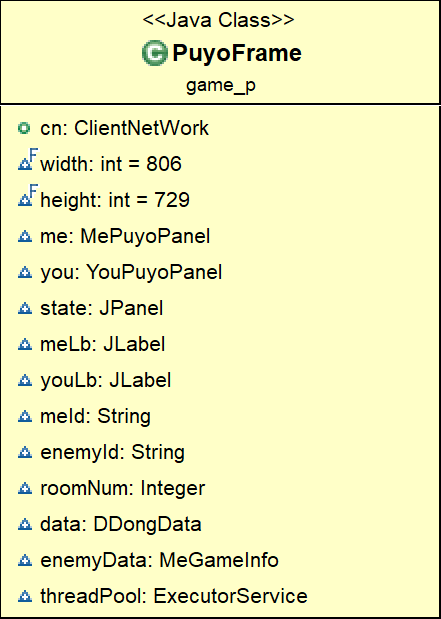 <<Java Class>>
C PuyoFrame
game_p
cn: ClientNetWork
F width: int = 806
F height: int = 729
me: MePuyoPanel
you: YouPuyoPanel
state: JPanel
meLb: JLabel
youLb: JLabel
meId: String
enemyId: String
roomNum: Integer
data: DDongData
enemyData: MeGameInfo
threadPool: ExecutorService